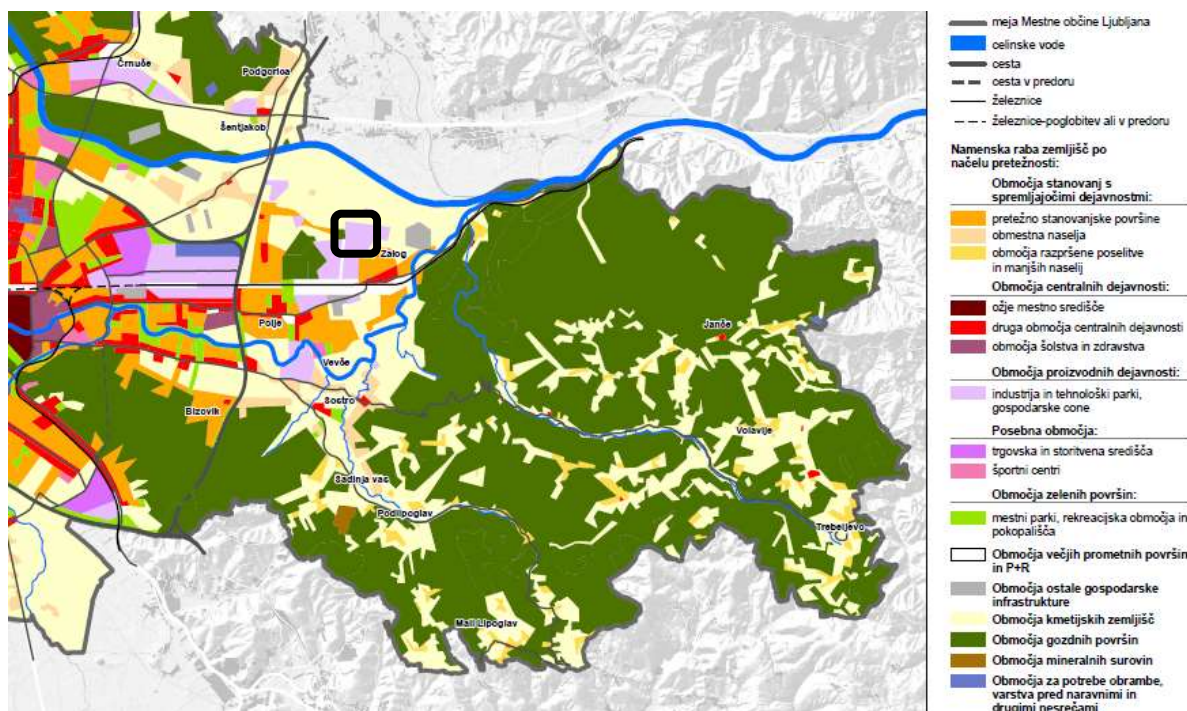 Črnuče
Podgorica
Šentjakob
Zalog
Polje
Janče
Vevče
Sostro
Bizovik
Volavlje
Sadinja vas
Podlipoglav
Trebeljevo
Mali Lipoglav
meja Mestne občine Ljubljana
celinske vode
cesta
cesta v predoru
železnice
železnice-poglobitev ali v predoru
Namenska raba zemljišč po
načelu pretežnosti:
Območja stanovanj s
spremljajočimi dejavnostmi:
pretežno stanovanjske površine
obmestna naselja
območja razpršene poselitve
in manjših naselij
Območja centralnih dejavnosti:
ožje mestno središče
druga območja centralnih dejavnosti
območja šolstva in zdravstva
Območja proizvodnih dejavnosti:
industrija in tehnološki parki,
gospodarske cone
Posebna območja:
trgovska in storitvena središča
športni centri
Območja zelenih površin:
mestni parki, rekreacijska območja in
pokopališča
Območja večjih prometnih površin
in P+R
Območja ostale gospodarske
infrastrukture
Območja kmetijskih zemljišč
Območja gozdnih površin
Območja mineralnih surovin
Območja za potrebe obrambe,
varstva pred naravnimi in
drugimi nesrečami